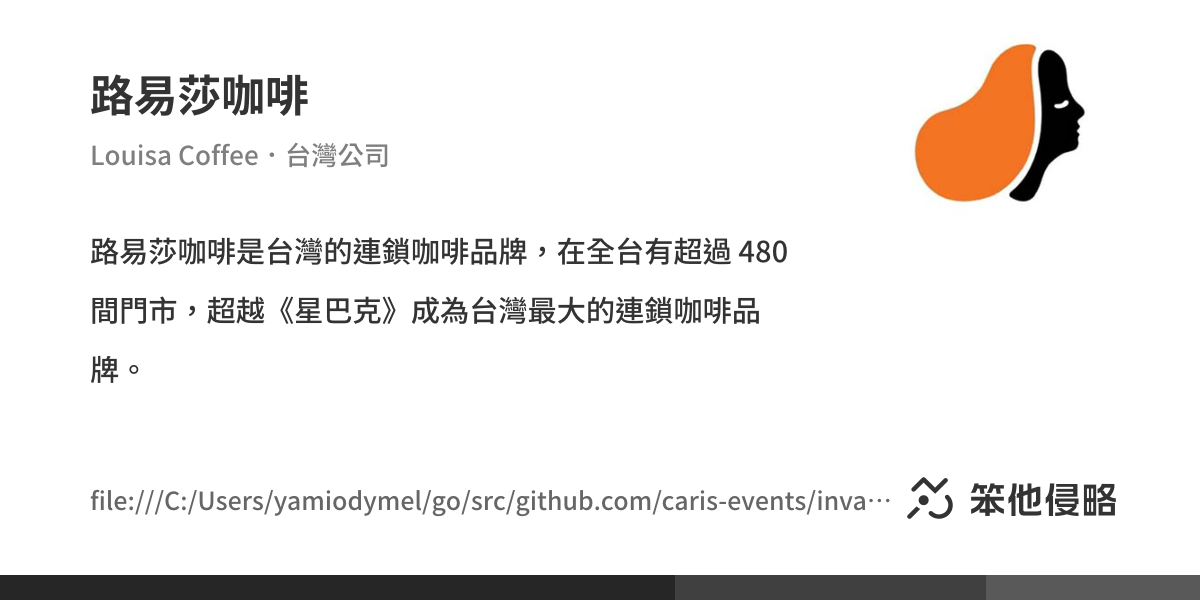 路易莎咖啡
Louisa Coffee・台灣公司
路易莎咖啡是台灣的連鎖咖啡品牌，在全台有超過 480
間門市，超越《星巴克》成為台灣最大的連鎖咖啡品
牌。
file:///C:/Users/yamiodymel/go/src/github.com/caris-events/inva…
笨他侵略